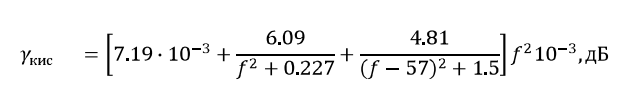 γкис = [7.19 · 10⁻³ + 6.09/(f² + 0.227) + 4.81/((f − 57)² + 1.5)] f² 10⁻³, дБ